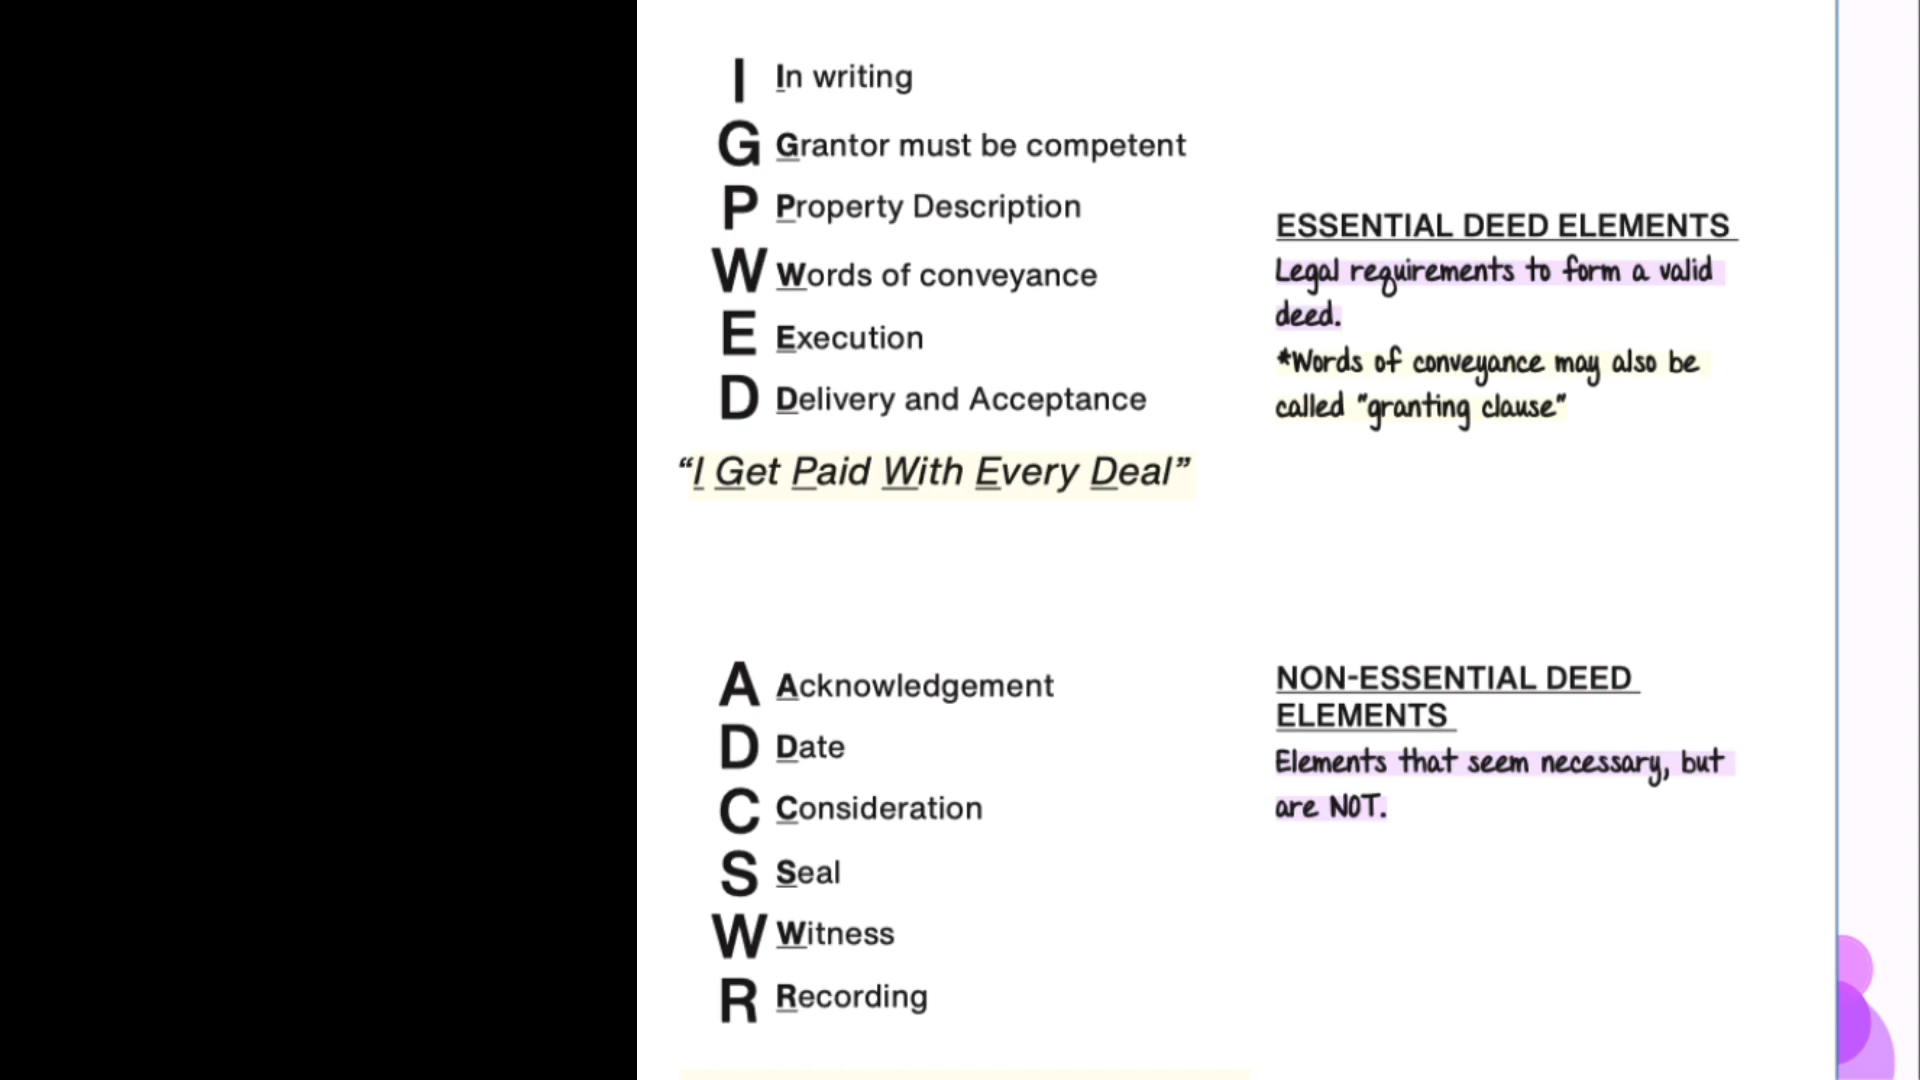 I In writing
G Grantor must be competent
P Property Description
W Words of conveyance
E Execution
D Delivery and Acceptance
“I Get Paid With Every Deal”
ESSENTIAL DEED ELEMENTS
Legal requirements to form a valid
deed.
*Words of conveyance may also be
called "granting clause"
A Acknowledgement
D Date
C Consideration
S Seal
W Witness
R Recording
NON-ESSENTIAL DEED
ELEMENTS
Elements that seem necessary, but
are NOT.